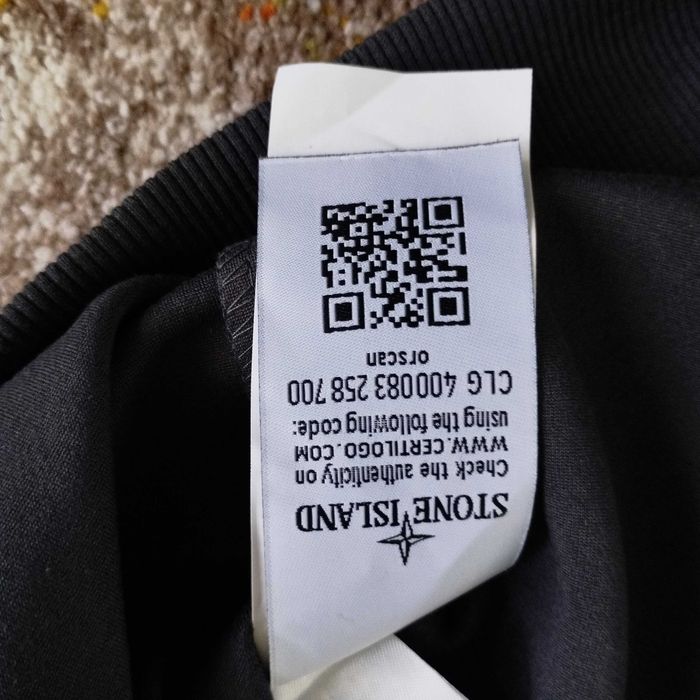 STONE ISLAND
Check the authenticity on
WWW.CERTILOGO.COM
using the following code:
CLG 400083 258 700
or scan